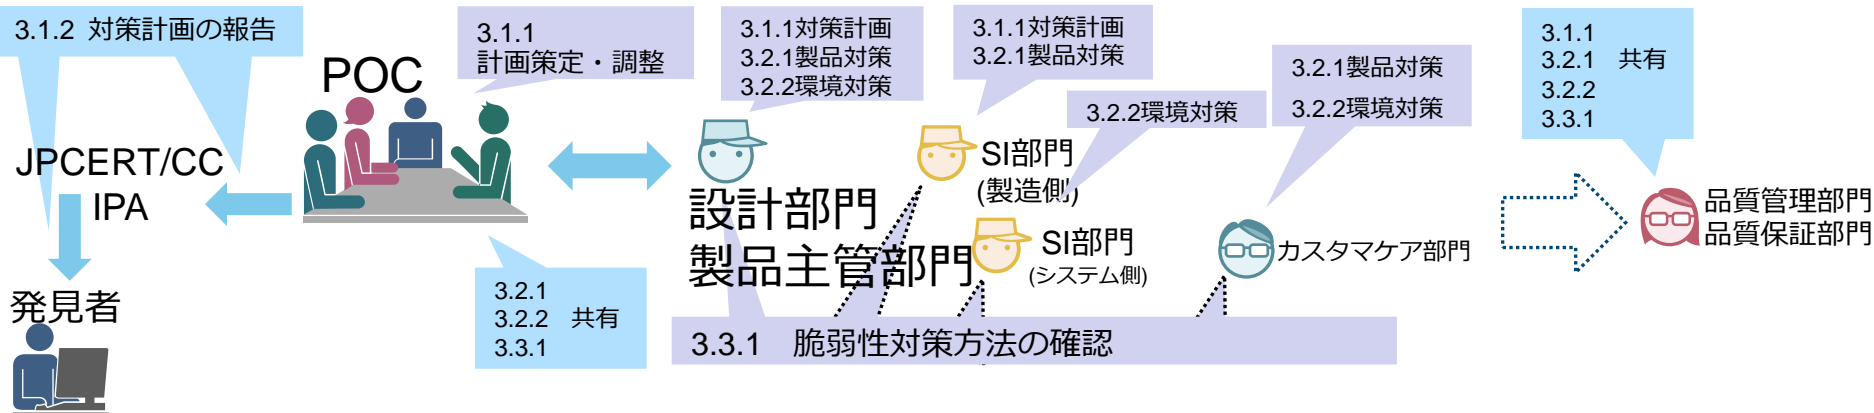 3.1.2 対策計画の報告
POC
3.1.1
計画策定・調整
3.1.1対策計画
3.2.1製品対策
3.2.2環境対策
3.1.1対策計画
3.2.1製品対策
3.2.2環境対策
3.2.1製品対策
3.2.2環境対策
3.1.1
3.2.1 共有
3.2.2
3.3.1
JPCERT/CC
IPA
発見者
設計部門
製品主管部門
SI部門
(製造側)
SI部門
(システム側)
カスタマケア部門
品質管理部門
品質保証部門
3.2.1
3.2.2 共有
3.3.1
3.3.1 脆弱性対策方法の確認